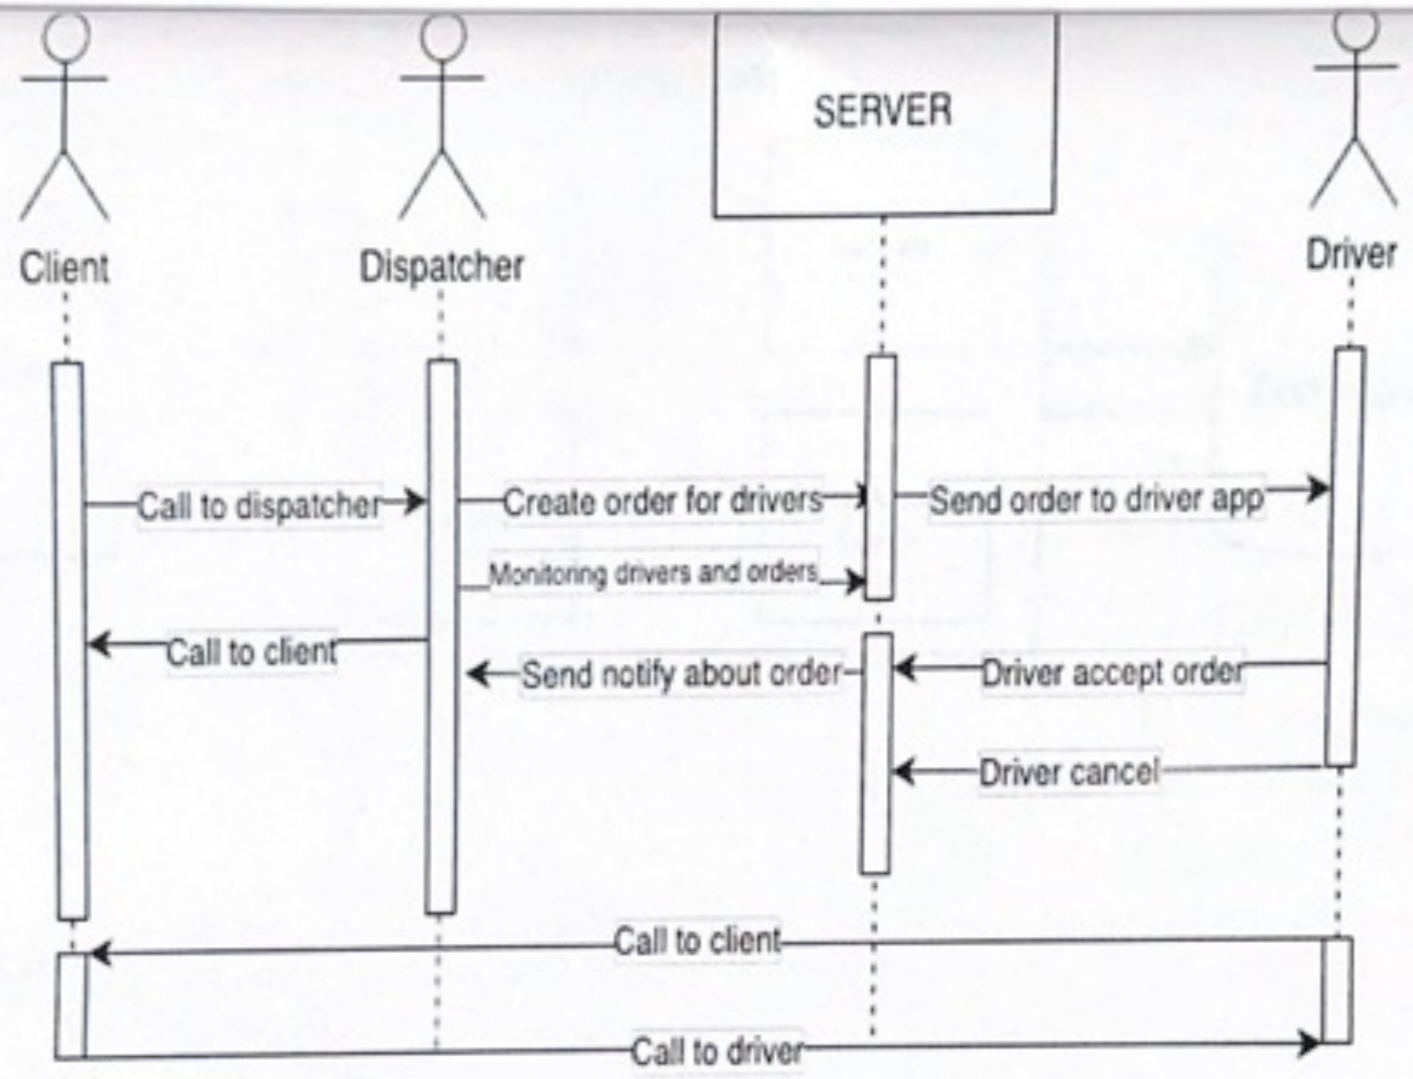 SERVER
Client
Dispatcher
Driver
Call to dispatcher
Create order for drivers
Send order to driver app
Monitoring drivers and orders
Call to client
Send notify about order
Driver accept order
Driver cancel
Call to client
Call to driver